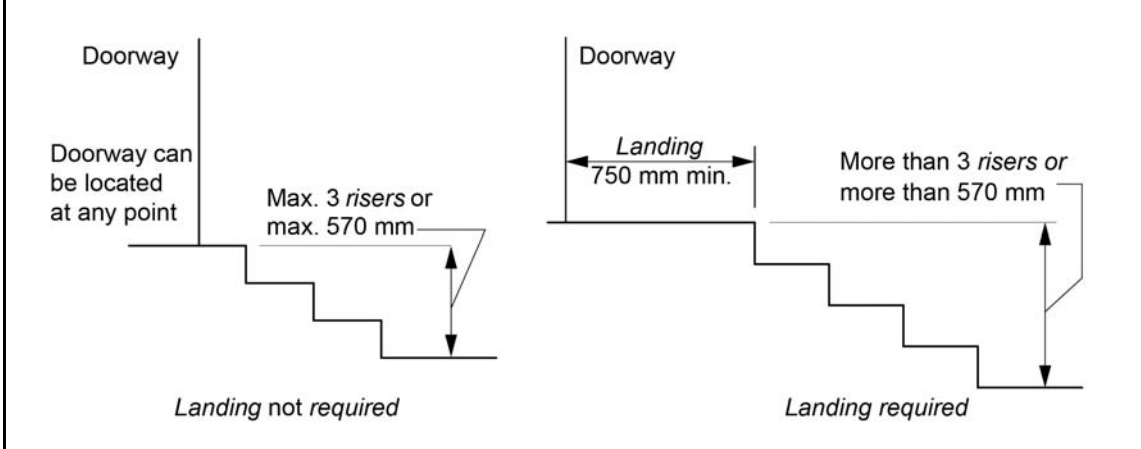 Doorway
Doorway can
be located
at any point
Max. 3 risers or
max. 570 mm
Landing not required
Doorway
Landing
750 mm min.
More than 3 risers or
more than 570 mm
Landing required